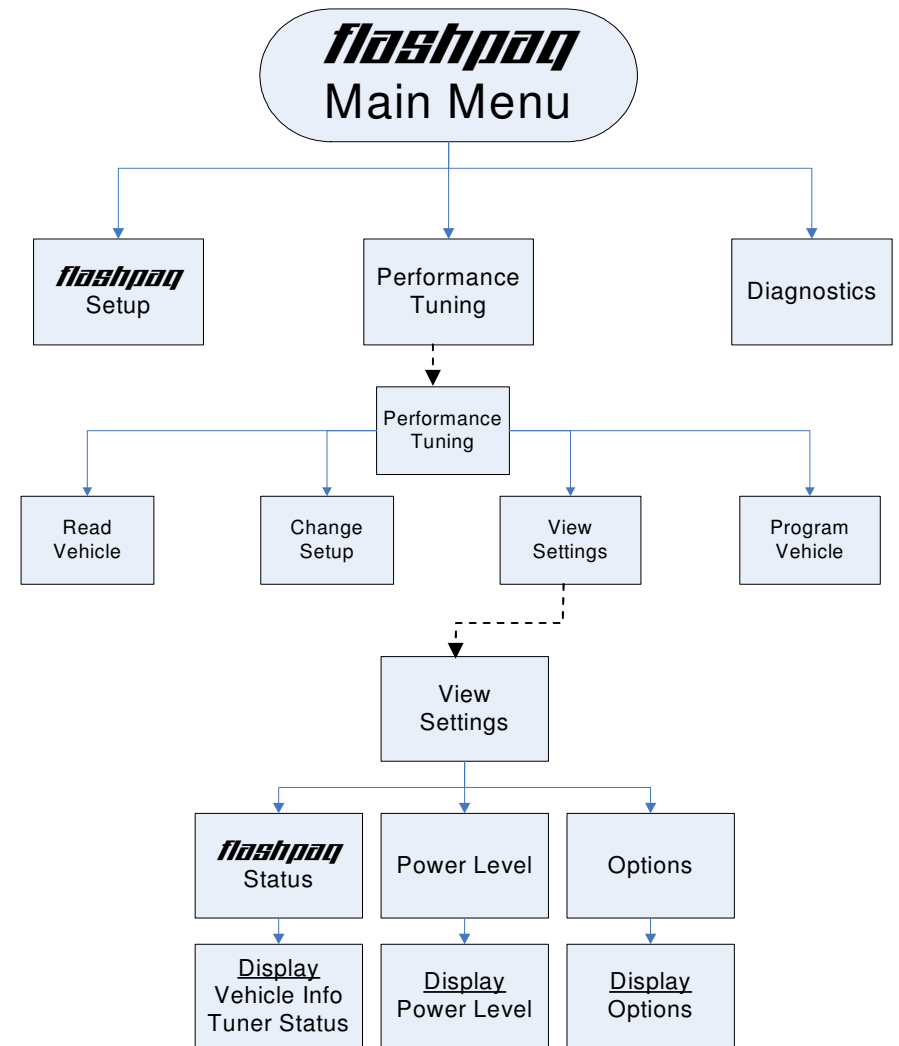 flashpaq
Main Menu
flashpaq
Setup
Performance
Tuning
Diagnostics
Performance
Tuning
Read
Vehicle
Change
Setup
View
Settings
Program
Vehicle
View
Settings
flashpaq
Status
Power Level
Options
Display
Vehicle Info
Tuner Status
Display
Power Level
Display
Options